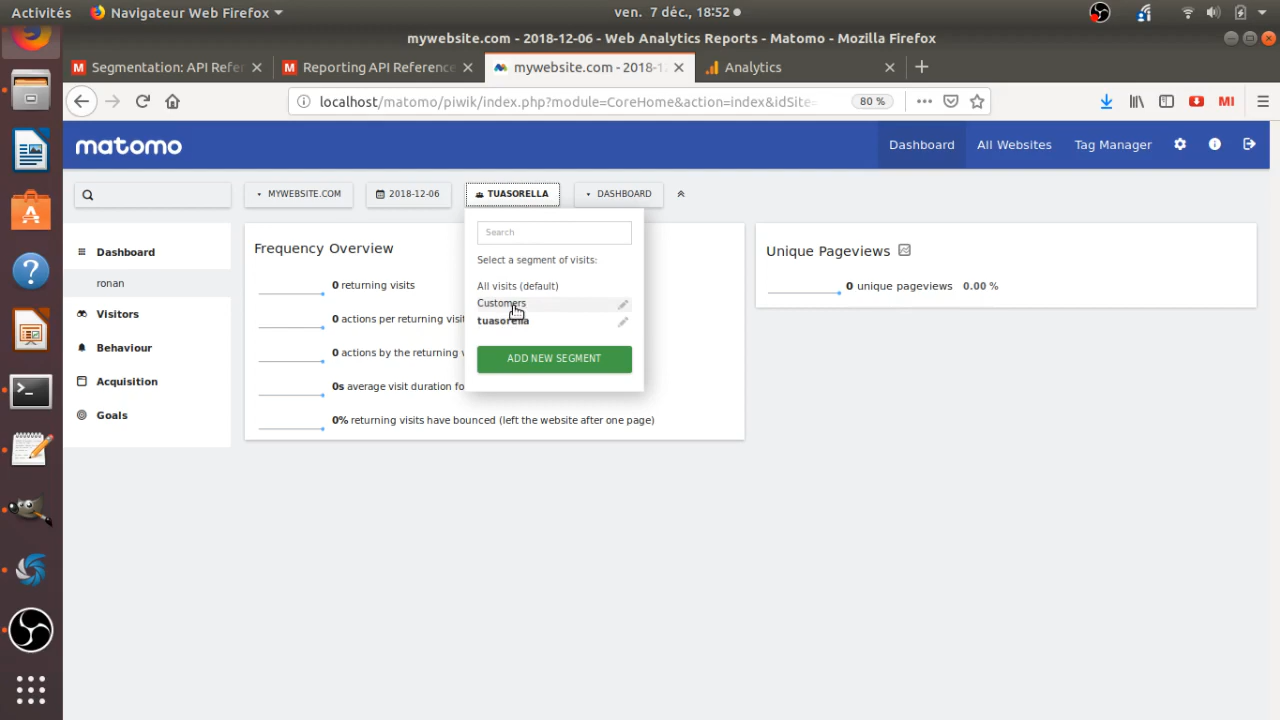 Activités
Navigateur Web Firefox
ven. 7 déc., 18:52
mywebsite.com - 2018-12-06 - Web Analytics Reports - Matomo - Mozilla Firefox
Segmentation: API Refer
Reporting API Reference
mywebsite.com - 2018-1
Analytics
localhost/matomo/piwik/index.php?module=CoreHome&action=index&idSite=
80 %
MI
matomo
Dashboard
All Websites
Tag Manager
MYWEBSITE.COM
2018-12-06
TUASORELLA
DASHBOARD
Dashboard
ronan
Visitors
Behaviour
Acquisition
Goals
Frequency Overview
0 returning visits
0 actions per returning visit
0 actions by the returning
0s average visit duration fo
0% returning visits have bounced (left the website after one page)
Search
Select a segment of visits:
All visits (default)
Customers
tuasorella
ADD NEW SEGMENT
Unique Pageviews
0 unique pageviews 0.00 %